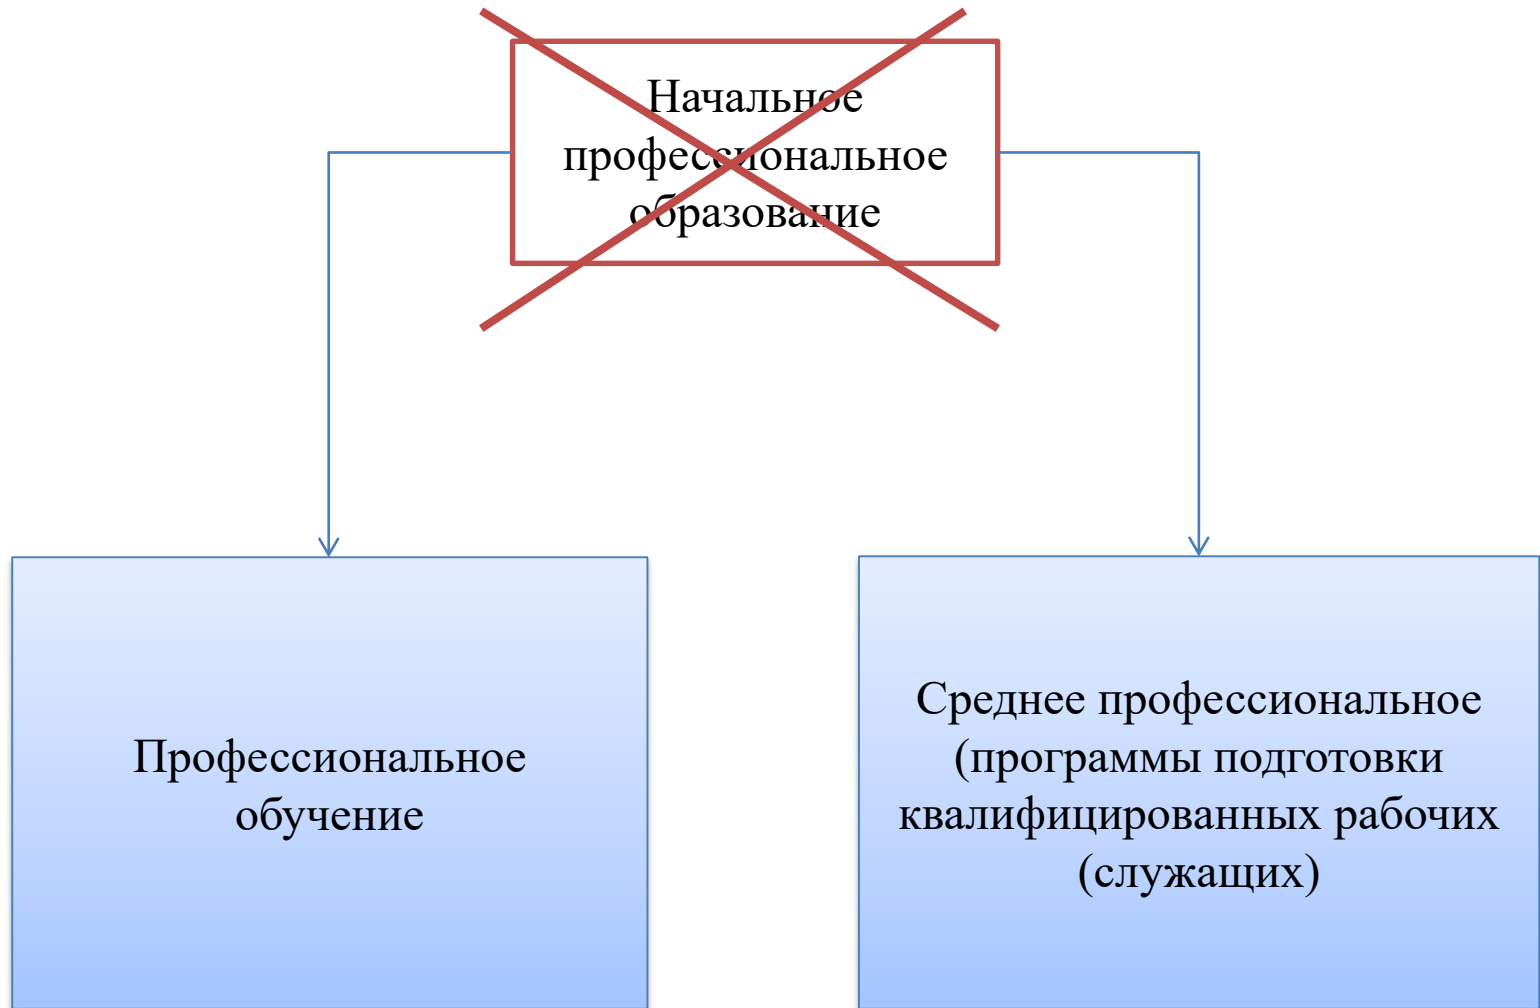 Начальное
профессиональное
образование
Профессиональное
обучение
Среднее профессиональное
(программы подготовки
квалифицированных рабочих
(служащих)